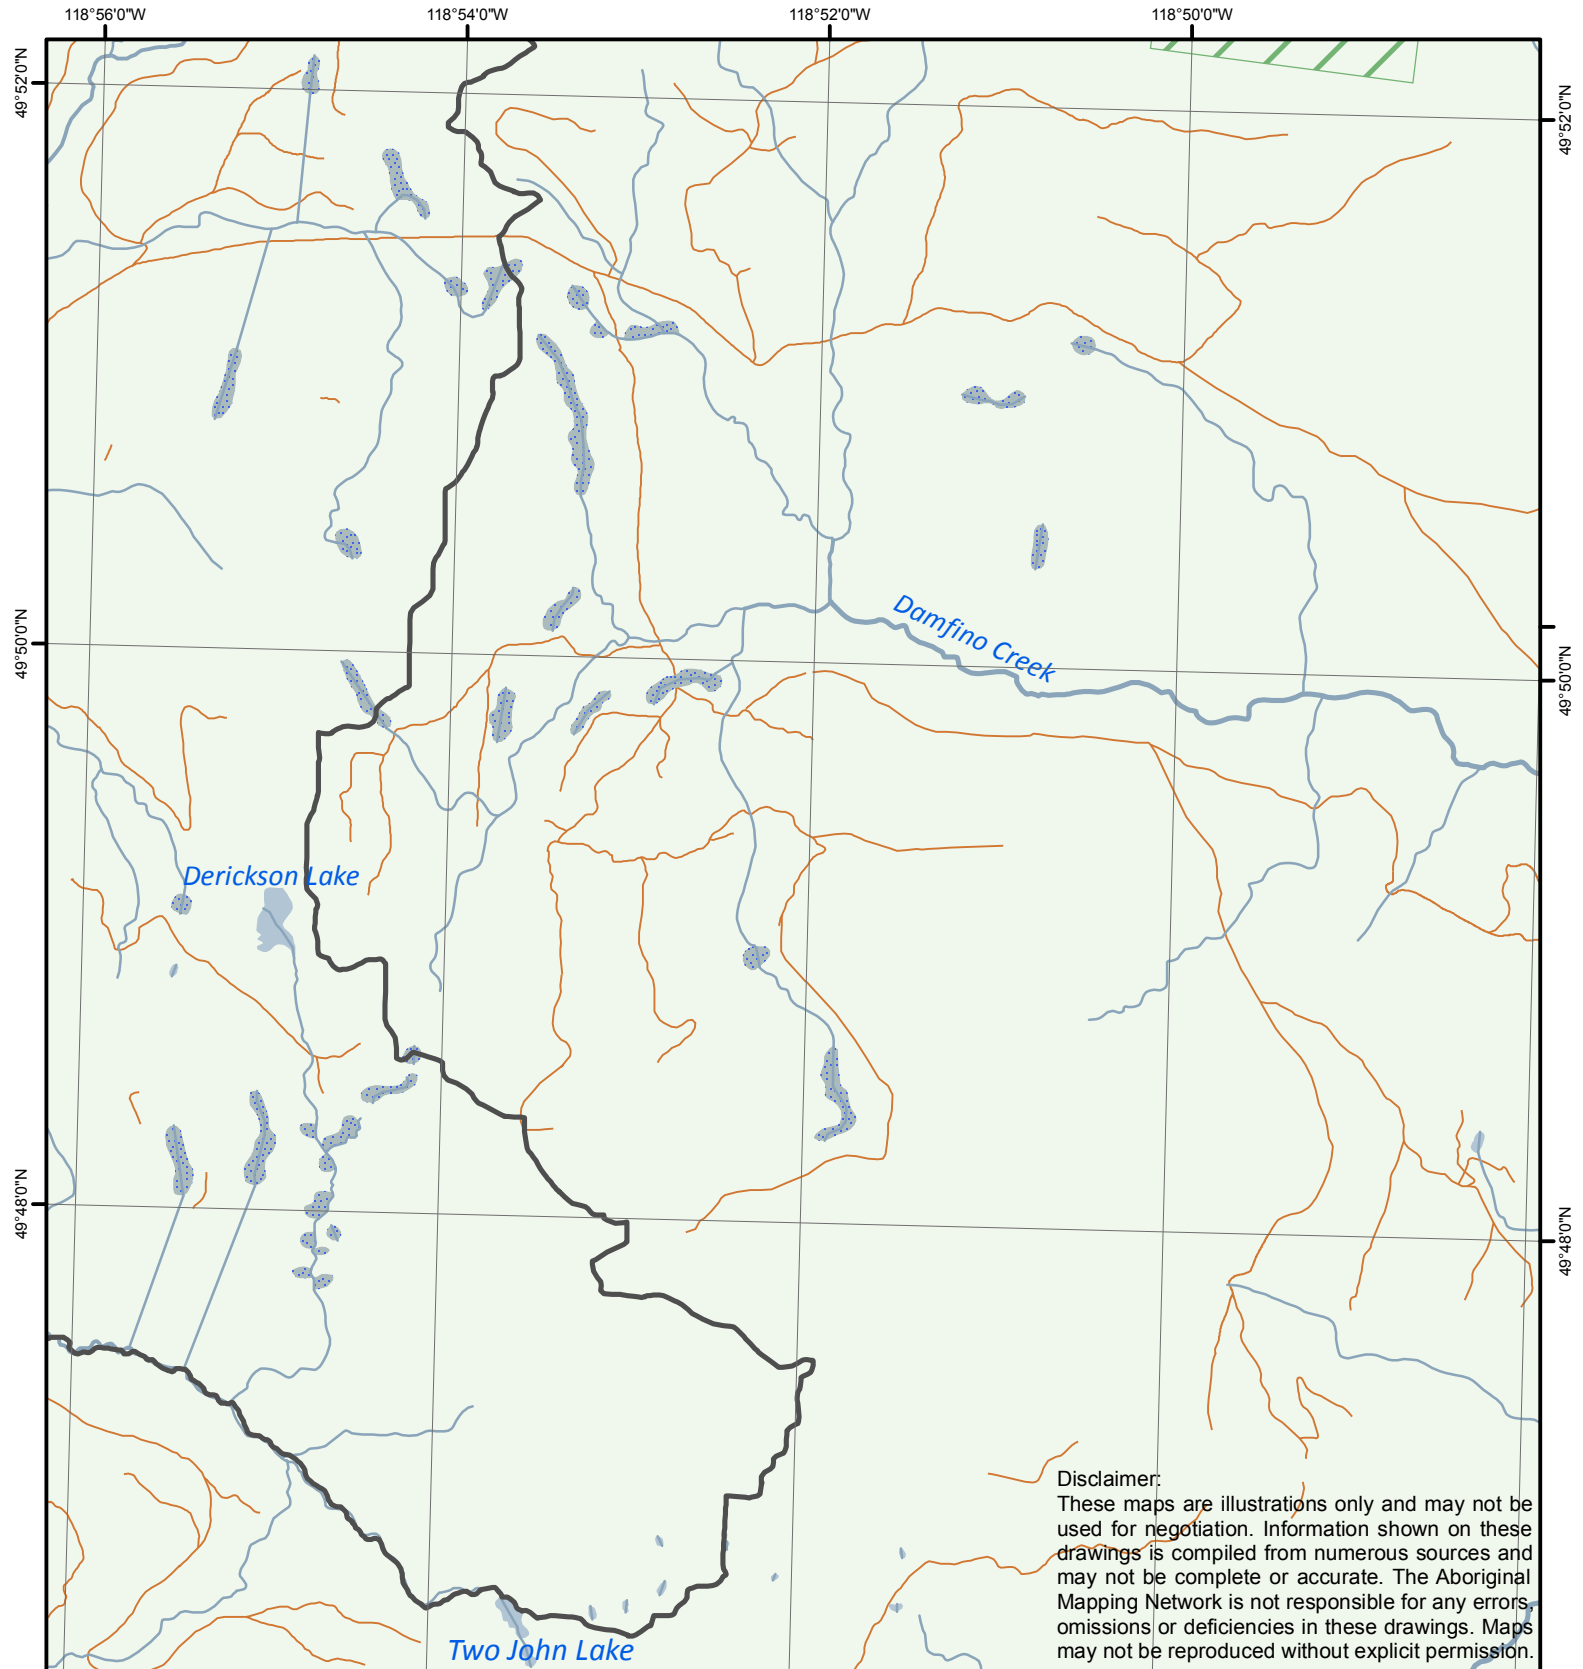 118°56'0"W
118°54'0"W
118°52'0"W
118°50'0"W
49°52'0"N
49°52'0"N
Damfino Creek
49°50'0"N
49°50'0"N
Derickson Lake
49°48'0"N
49°48'0"N
Disclaimer:
These maps are illustrations only and may not be
used for negotiation. Information shown on these
drawings is compiled from numerous sources and
may not be complete or accurate. The Aboriginal
Mapping Network is not responsible for any errors,
omissions or deficiencies in these drawings. Maps
may not be reproduced without explicit permission.
Two John Lake